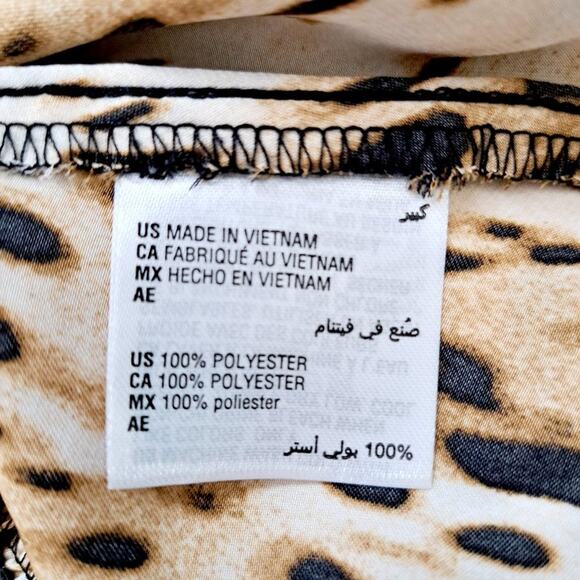 كبير
US MADE IN VIETNAM
CA FABRIQUÉ AU VIETNAM
MX HECHO EN VIETNAM
AE
صُنع في فيتنام
US 100% POLYESTER
CA 100% POLYESTER
MX 100% poliester
AE
100% بولي أستر